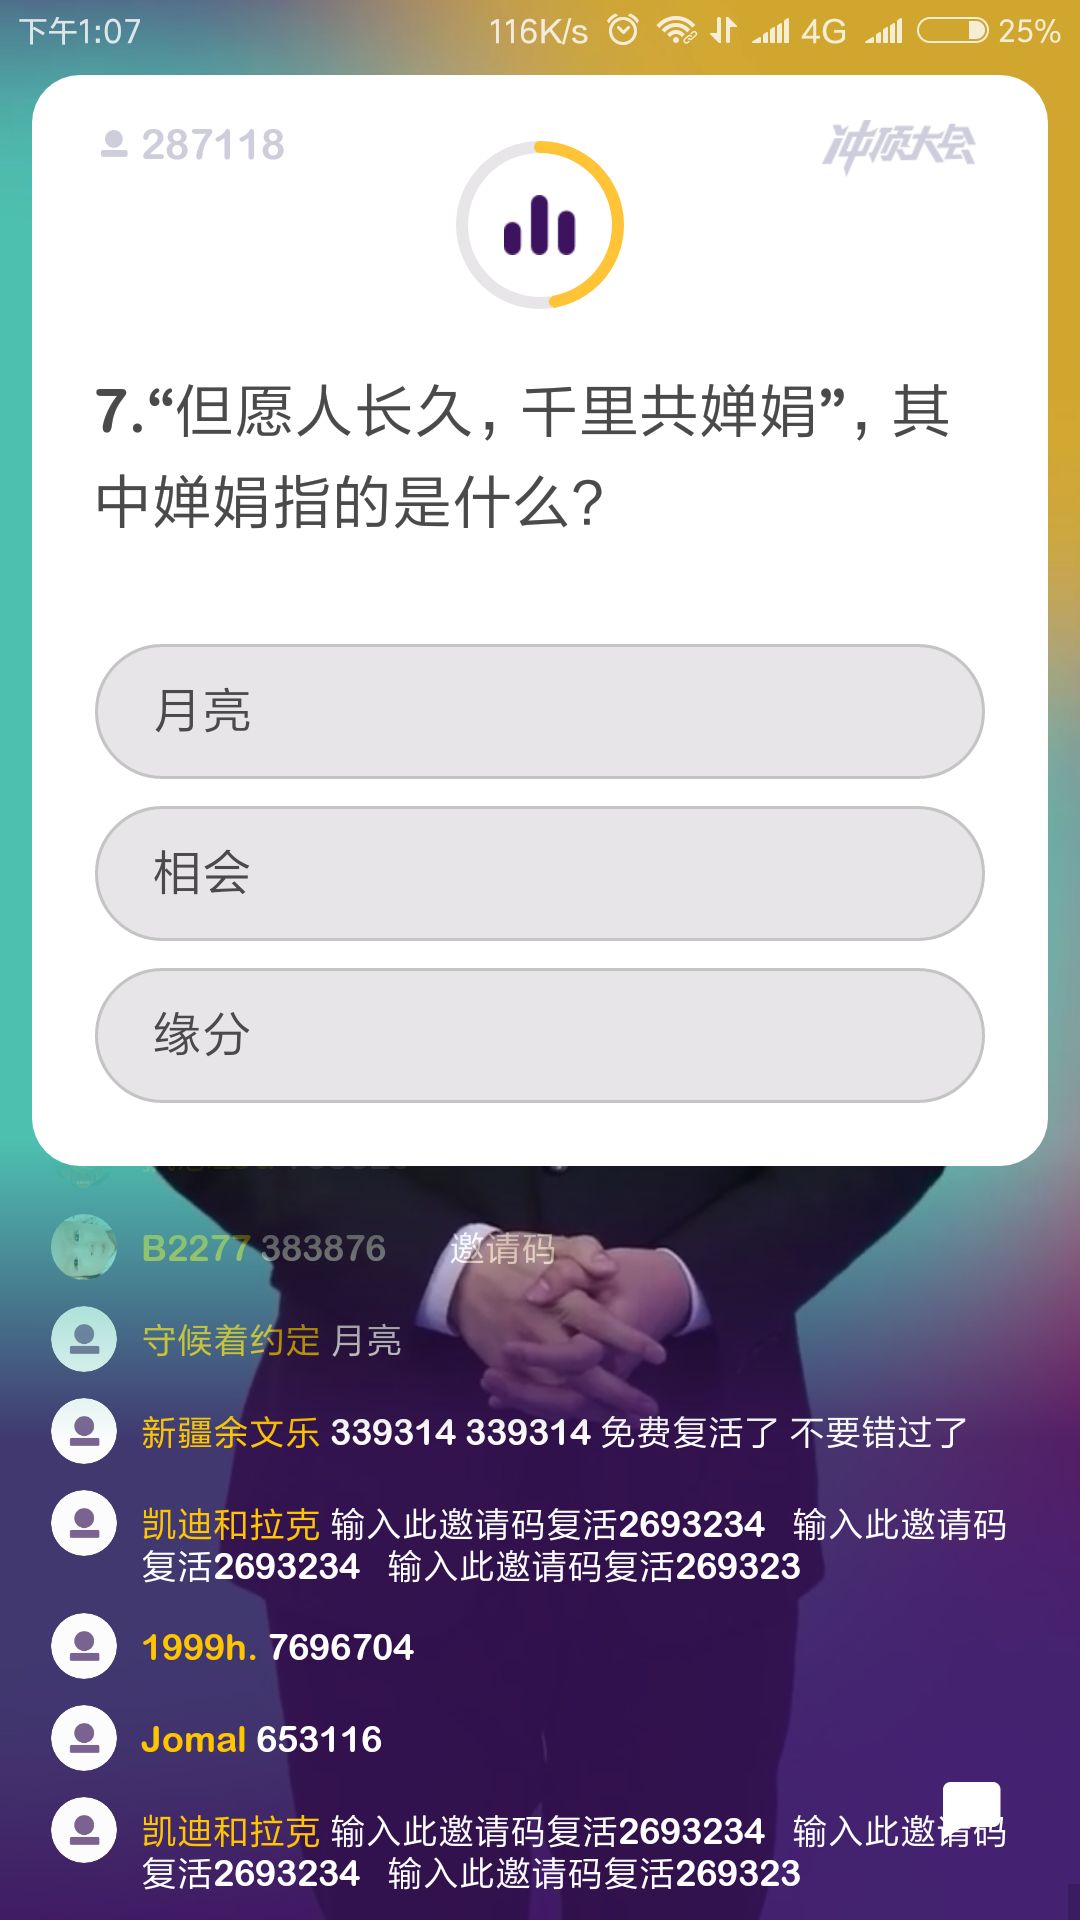 下午1:07
116K/s
4G
25%
287118
冲顶大会
7.“但愿人长久，千里共婵娟”，其
中婵娟指的是什么？
月亮
相会
缘分
B2277 383876 邀请码
守候着约定 月亮
新疆余文乐 339314 339314 免费复活了 不要错过了
凯迪和拉克 输入此邀请码复活2693234 输入此邀请码
复活2693234 输入此邀请码复活269323
1999h. 7696704
Jomal 653116
凯迪和拉克 输入此邀请码复活2693234 输入此邀请码
复活2693234 输入此邀请码复活269323